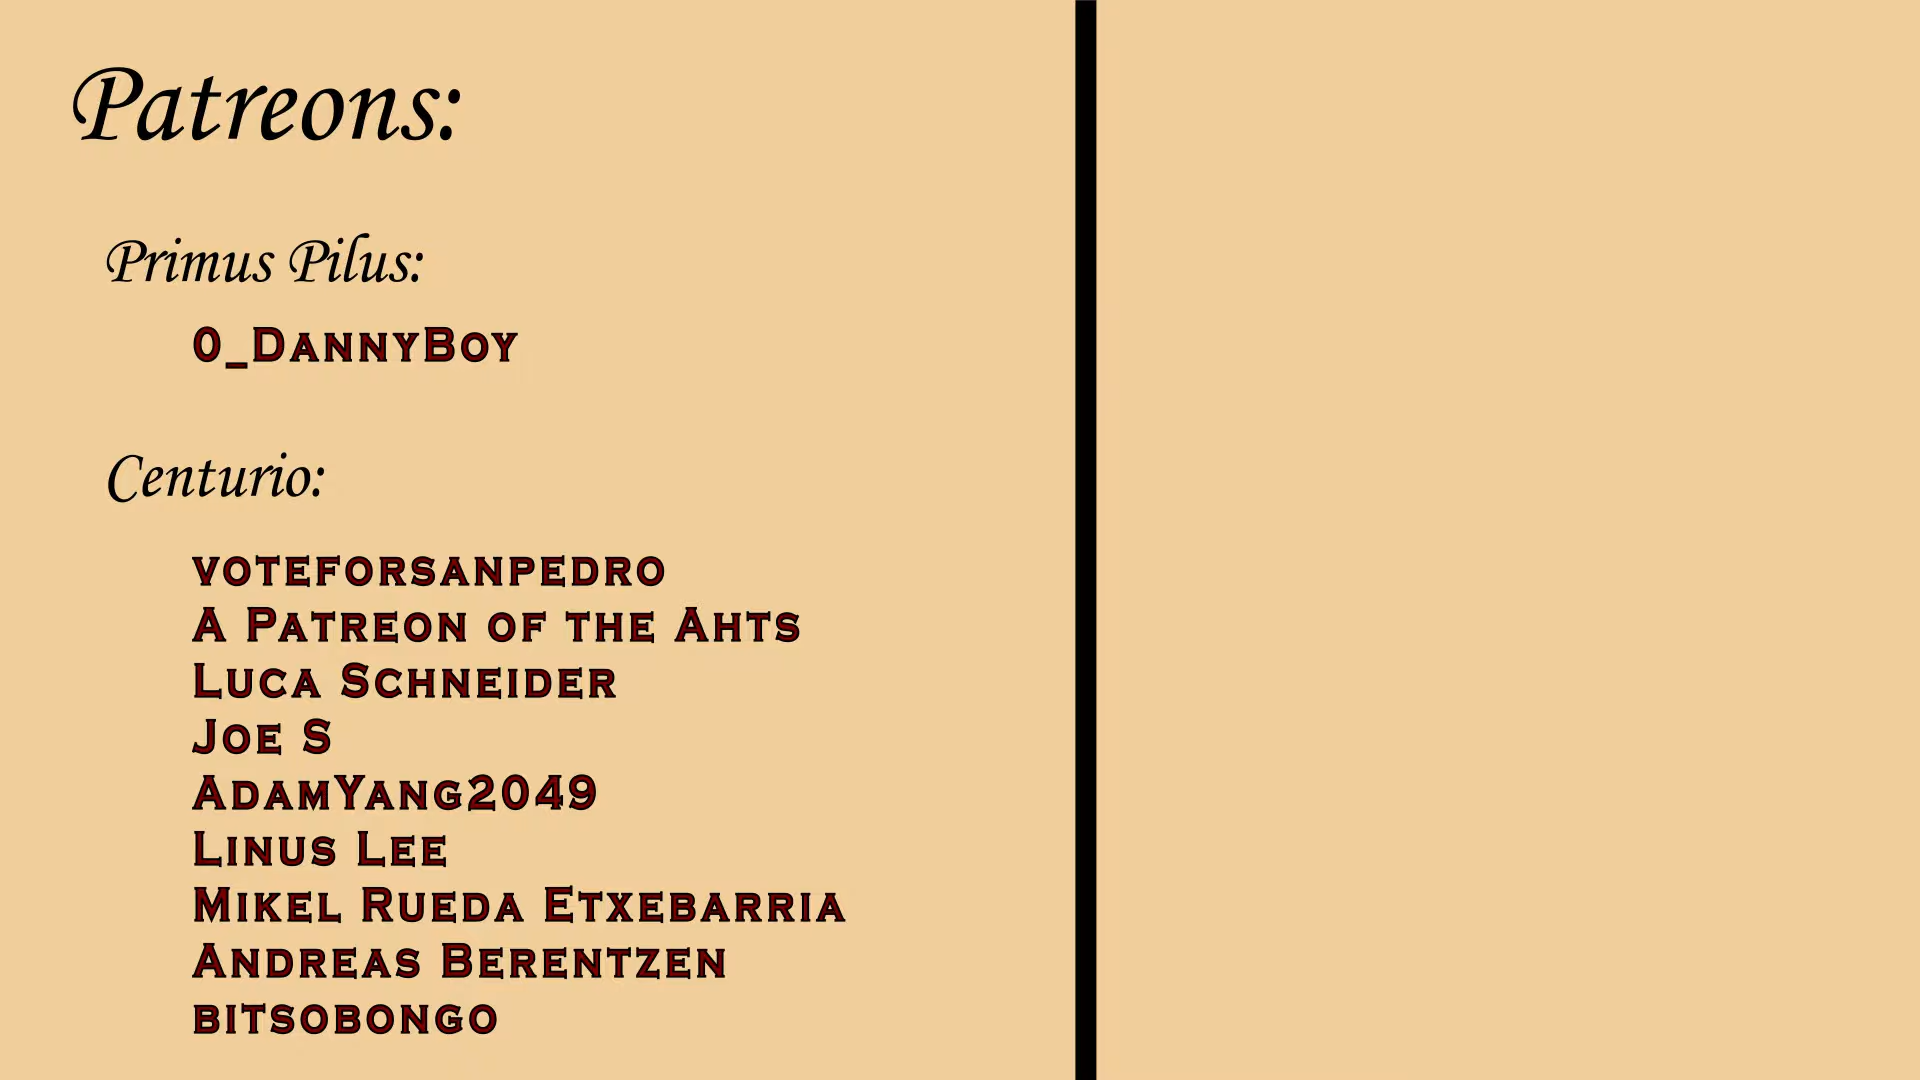 Patreons:
Primus Pilus:
0_DannyBoy
Centurio:
voteforsanpedro
A Patreon of the Ahts
Luca Schneider
Joe S
AdamYang2049
Linus Lee
Mikel Rueda Etxebarria
Andreas Berentzen
bitsobongo